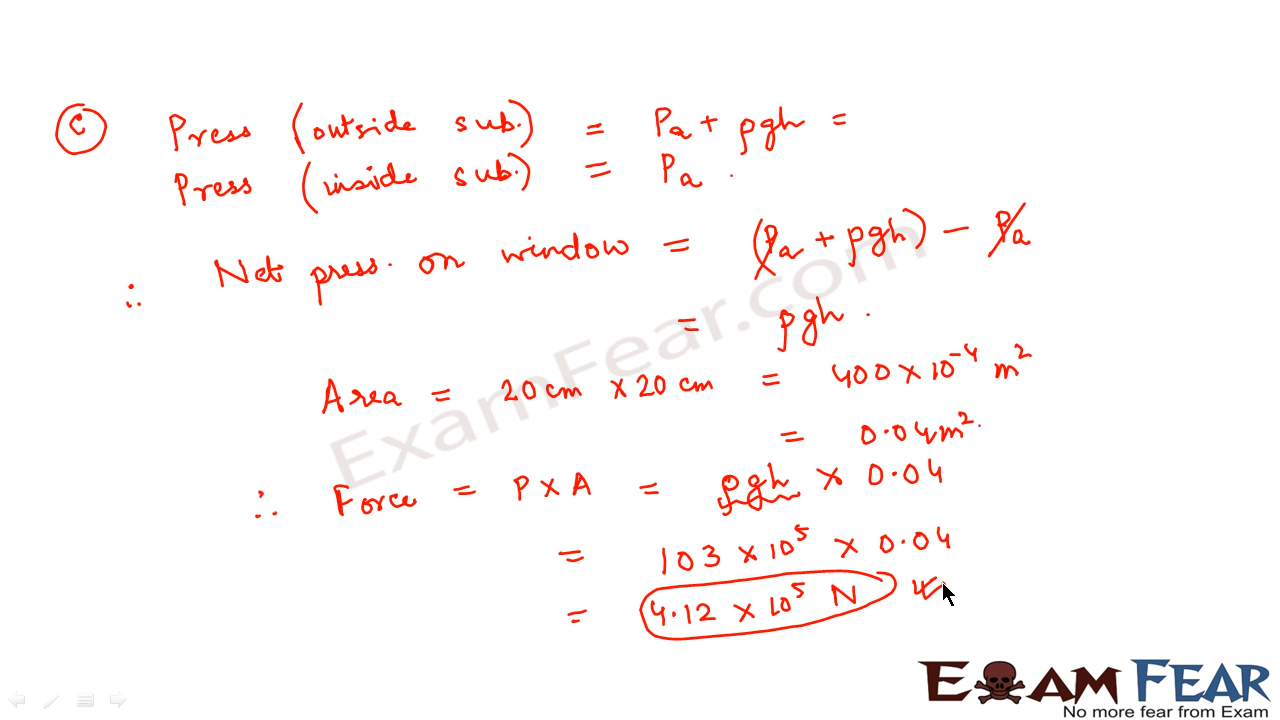 C Press (outside sub.) = Pa + ρgh =
Press (inside sub.) = Pa.
∴ Net press. on window = (Pa + ρgh) - Pa
= ρgh.
Area = 20 cm × 20 cm = 400 × 10⁻⁴ m²
= 0.04 m².
∴ Force = P × A = ρgh × 0.04
= 103 × 10⁵ × 0.04
= 4.12 × 10⁵ N
ExamFear.com
EXAM FEAR
No more fear from Exam